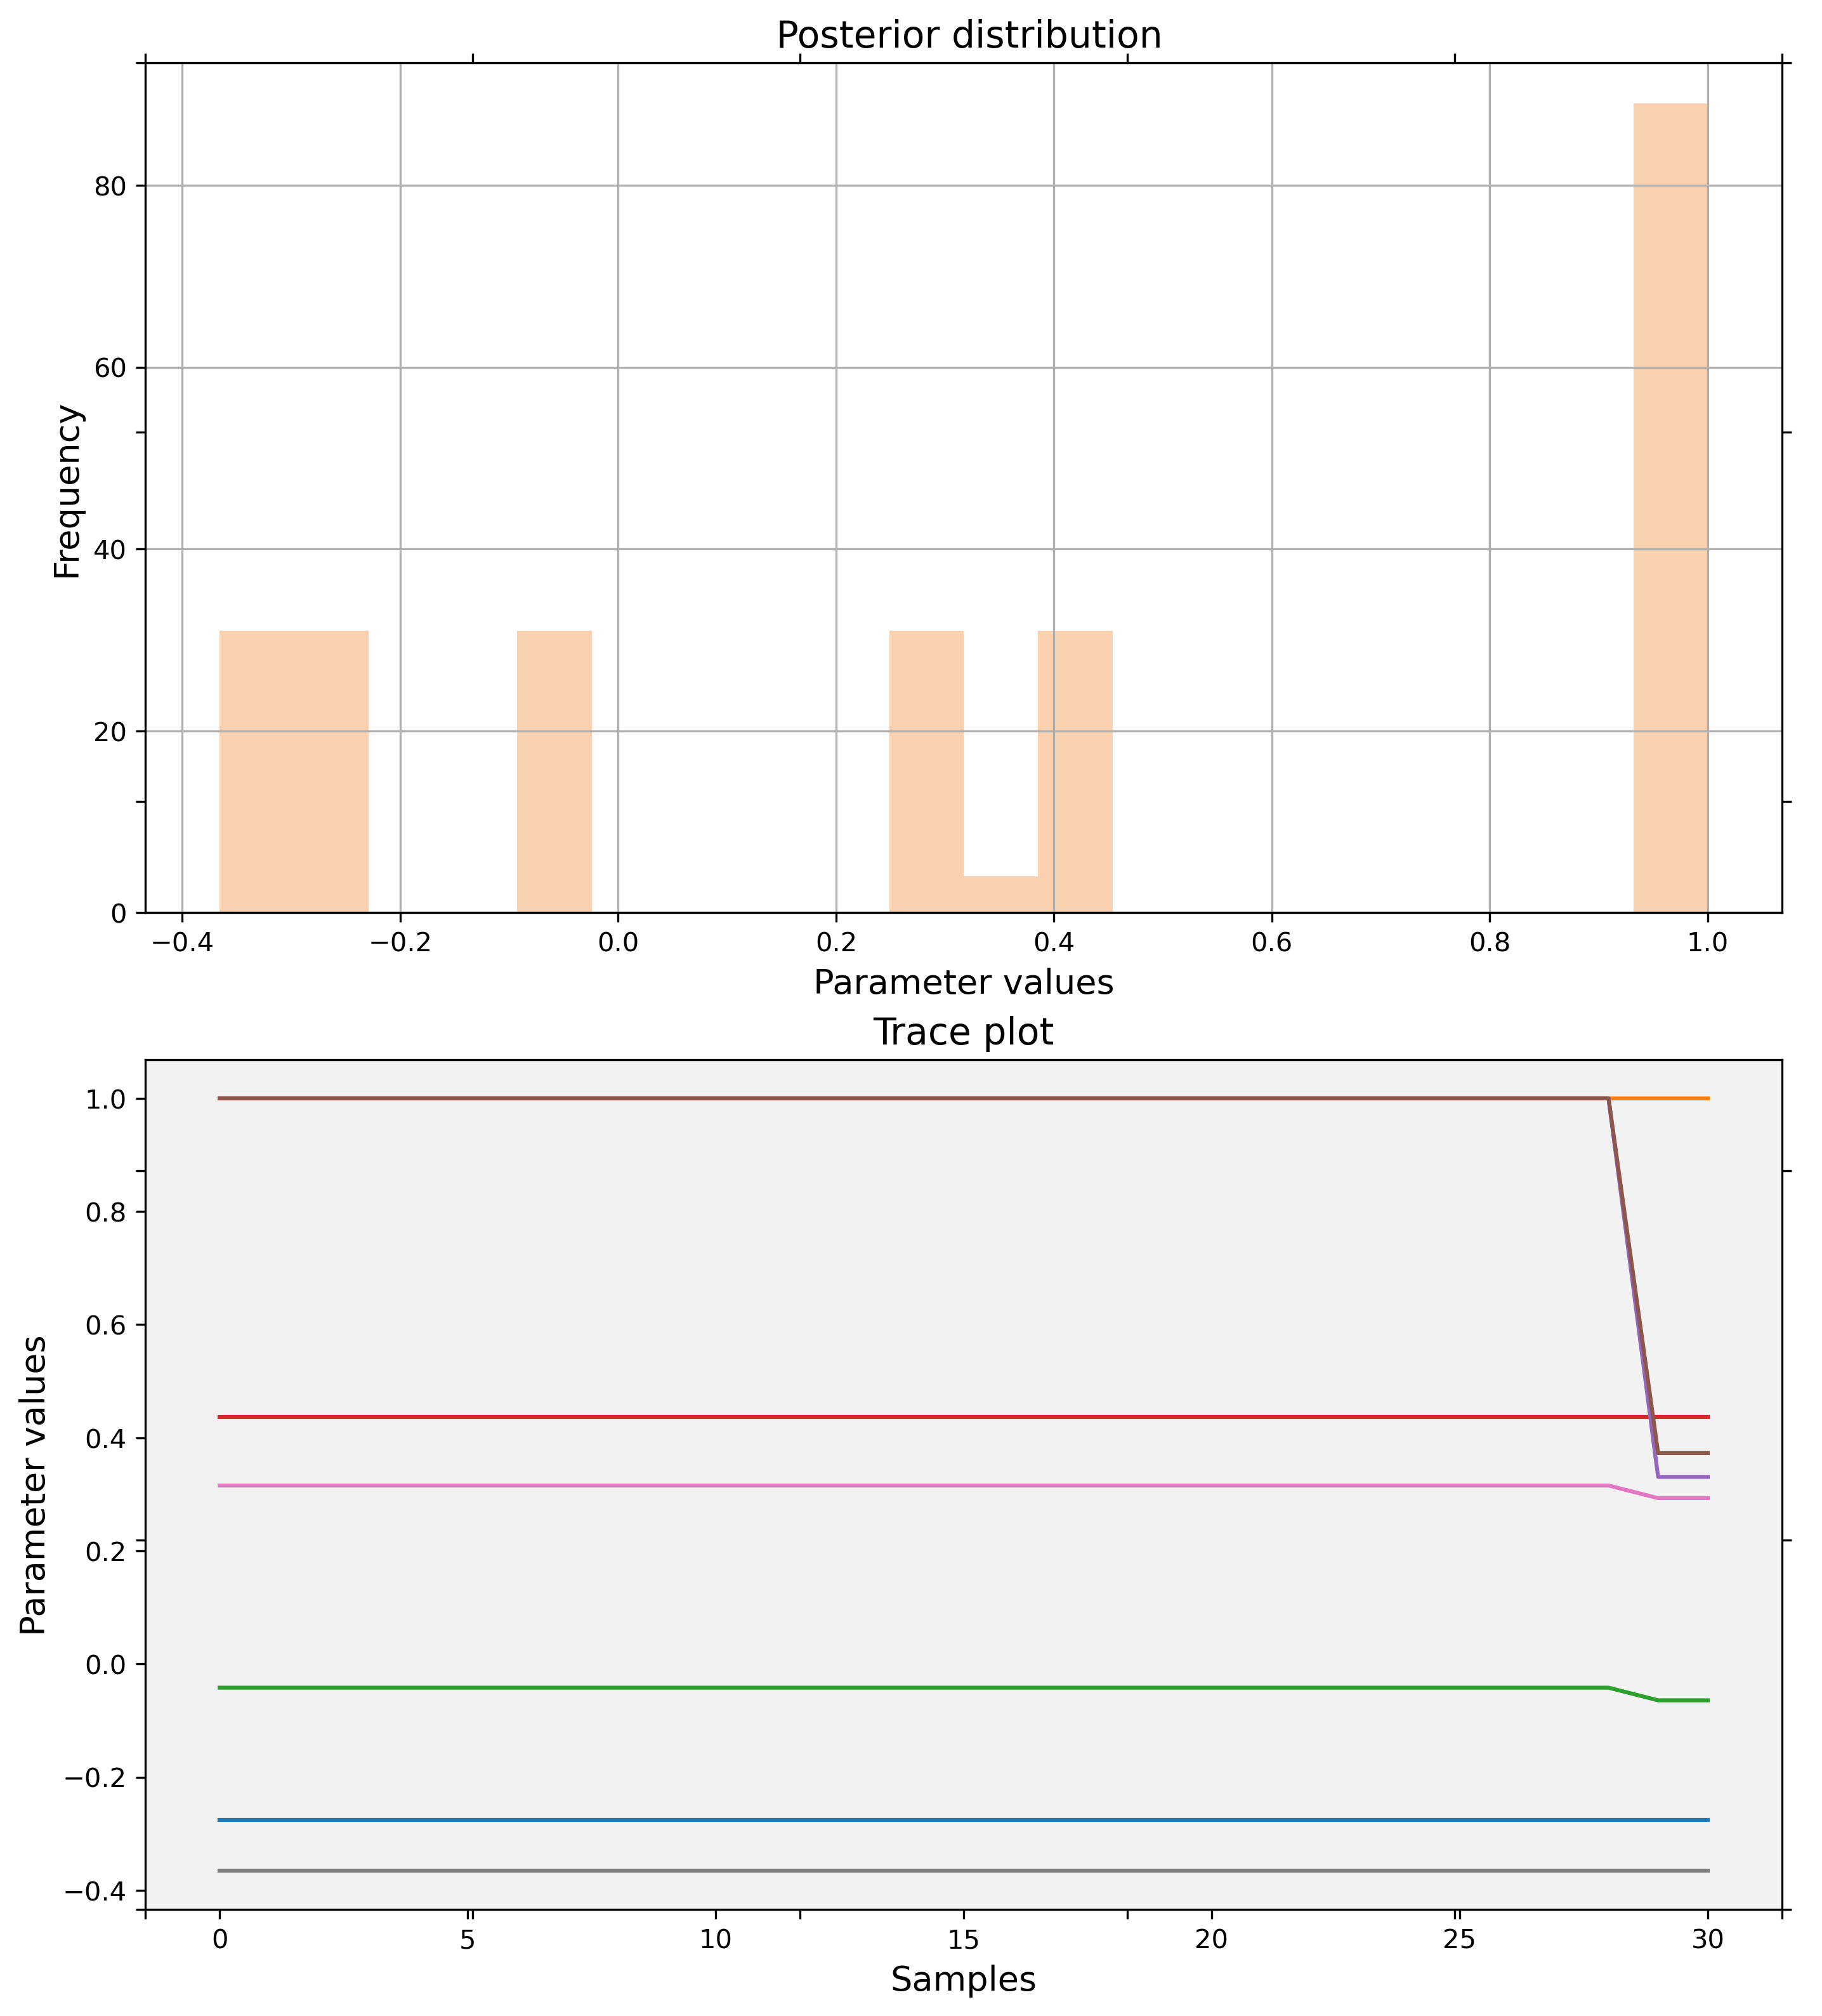 Posterior distribution
Frequency
80
60
40
20
0
−0.4 −0.2 0.0 0.2 0.4 0.6 0.8 1.0
Parameter values
Trace plot
Parameter values
1.0
0.8
0.6
0.4
0.2
0.0
−0.2
−0.4
0 5 10 15 20 25 30
Samples